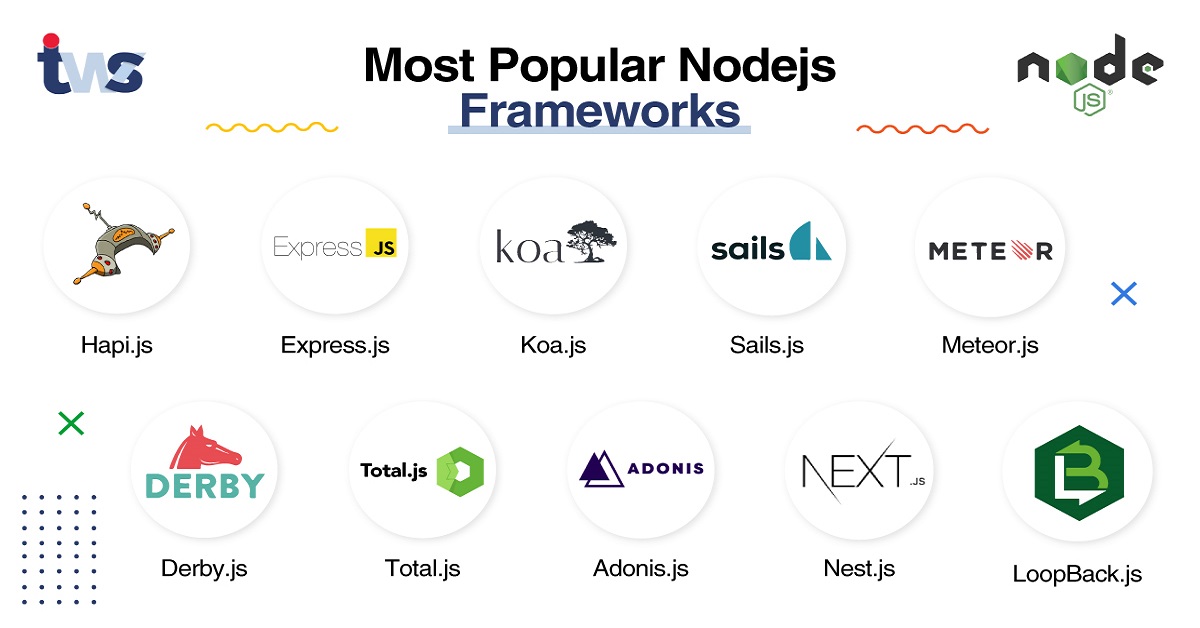 tws
Most Popular Nodejs
Frameworks
node
JS®
Express JS
koa
sails
METEOR
Hapi.js
Express.js
Koa.js
Sails.js
Meteor.js
DERBY
Total.js
ADONIS
NEXT.JS
LB
Derby.js
Total.js
Adonis.js
Nest.js
LoopBack.js